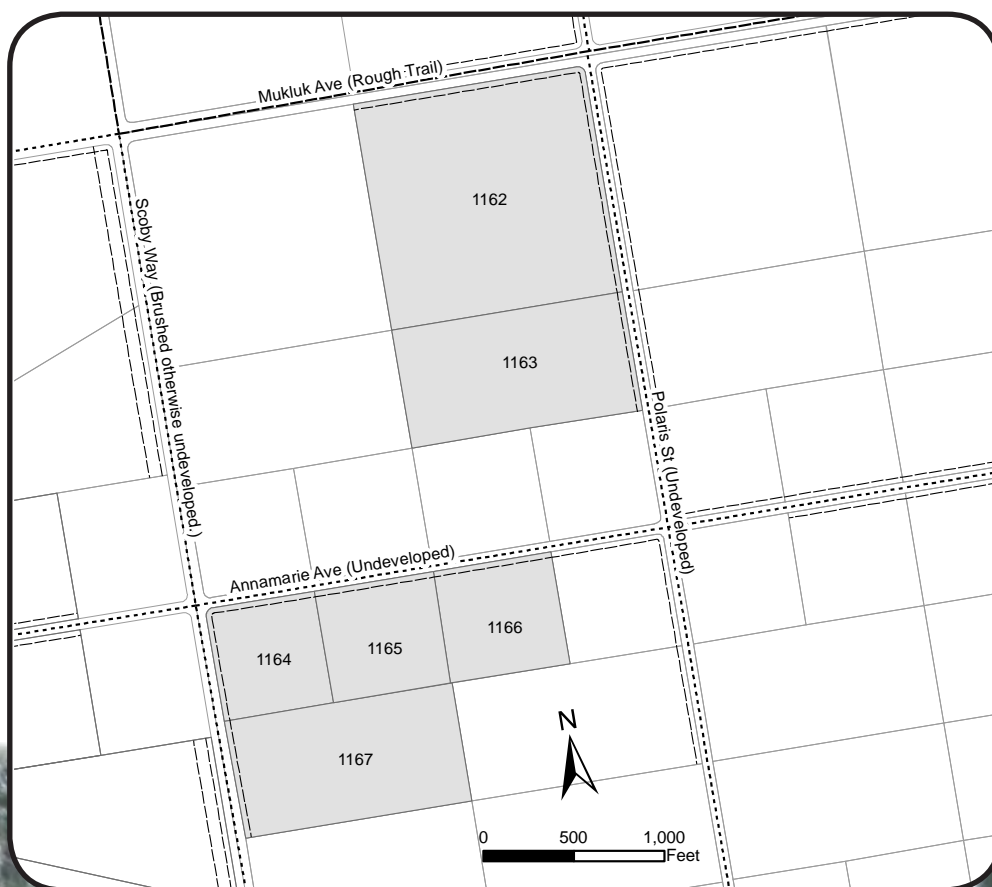 Mukluk Ave (Rough Trail)
1162
Scoby Way (Brushed otherwise undeveloped.)
1163
Polaris St (Undeveloped)
Annamarie Ave (Undeveloped)
1166
1165
1164
N
1167
0 500 1,000
Feet